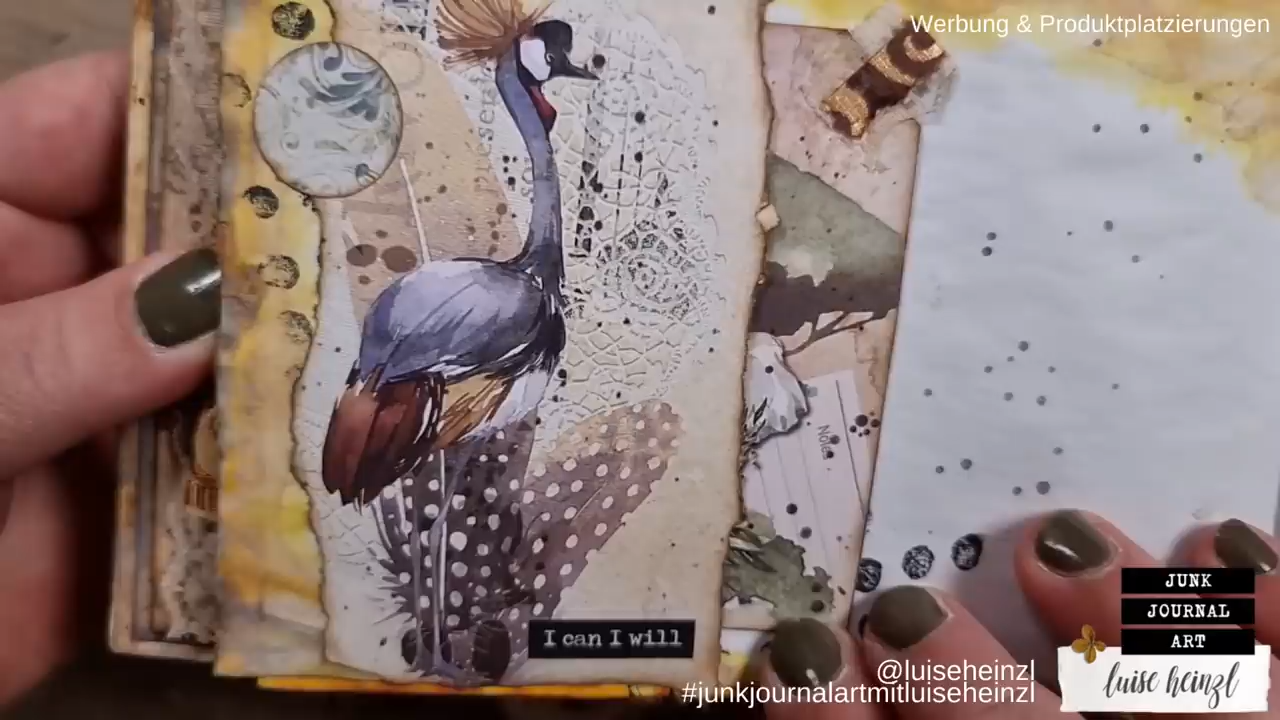 Werbung & Produktplatzierungen
Notes
I can I will
@luiseheinzl
#junkjournalartmitluiseheinzl
JUNK
JOURNAL
ART
luise heinzl